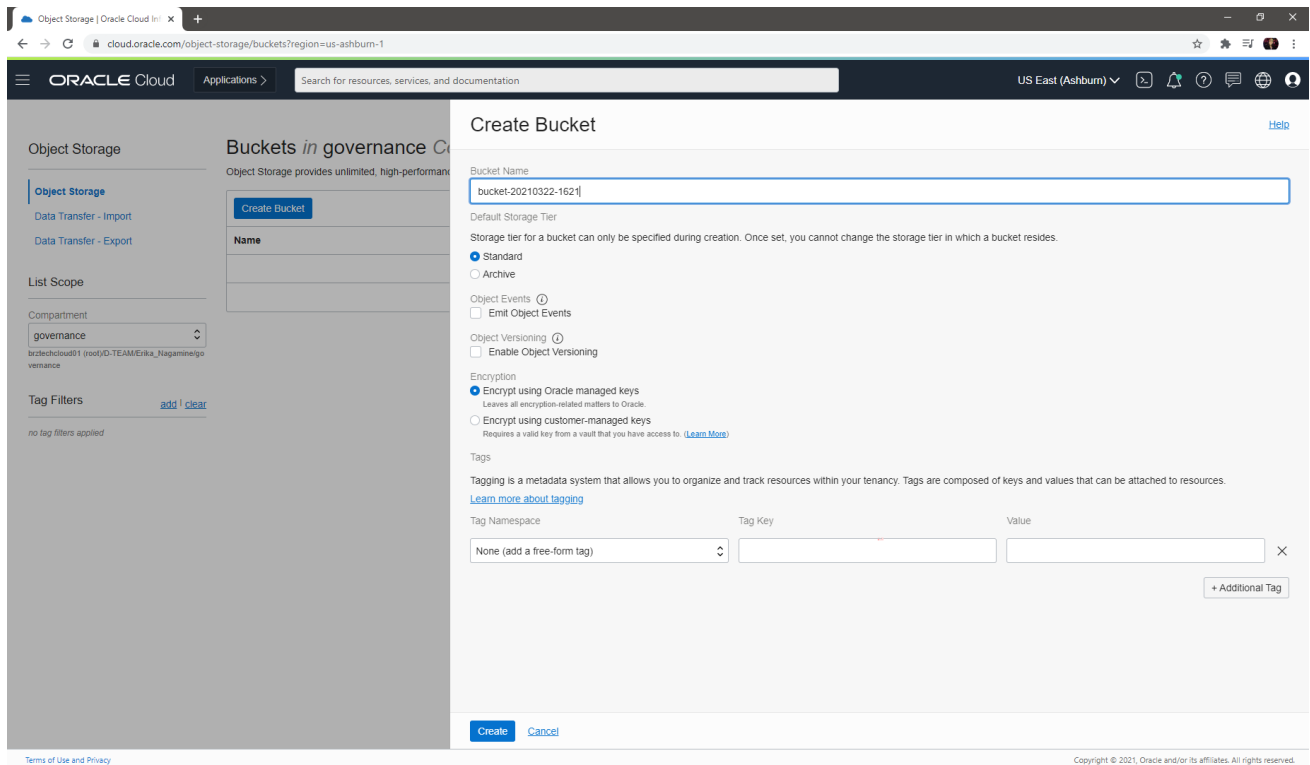 Object Storage | Oracle Cloud Inf
cloud.oracle.com/object-storage/buckets?region=us-ashburn-1
ORACLE Cloud
Applications >
Search for resources, services, and documentation
US East (Ashburn)
Object Storage
Object Storage
Data Transfer - Import
Data Transfer - Export
List Scope
Compartment
governance
brztechcloud01 (root)/D-TEAM/Erika_Nagamine/go
vernance
Tag Filters
add | clear
no tag filters applied
Buckets in governance Co
Object Storage provides unlimited, high-performanc
Create Bucket
Name
Create Bucket
Help
Bucket Name
bucket-20210322-1621
Default Storage Tier
Storage tier for a bucket can only be specified during creation. Once set, you cannot change the storage tier in which a bucket resides.
Standard
Archive
Object Events
Emit Object Events
Object Versioning
Enable Object Versioning
Encryption
Encrypt using Oracle managed keys
Leaves all encryption-related matters to Oracle.
Encrypt using customer-managed keys
Requires a valid key from a vault that you have access to. (Learn More)
Tags
Tagging is a metadata system that allows you to organize and track resources within your tenancy. Tags are composed of keys and values that can be attached to resources.
Learn more about tagging
Tag Namespace
Tag Key
Value
None (add a free-form tag)
+ Additional Tag
Create
Cancel
Terms of Use and Privacy
Copyright © 2021, Oracle and/or its affiliates. All rights reserved.